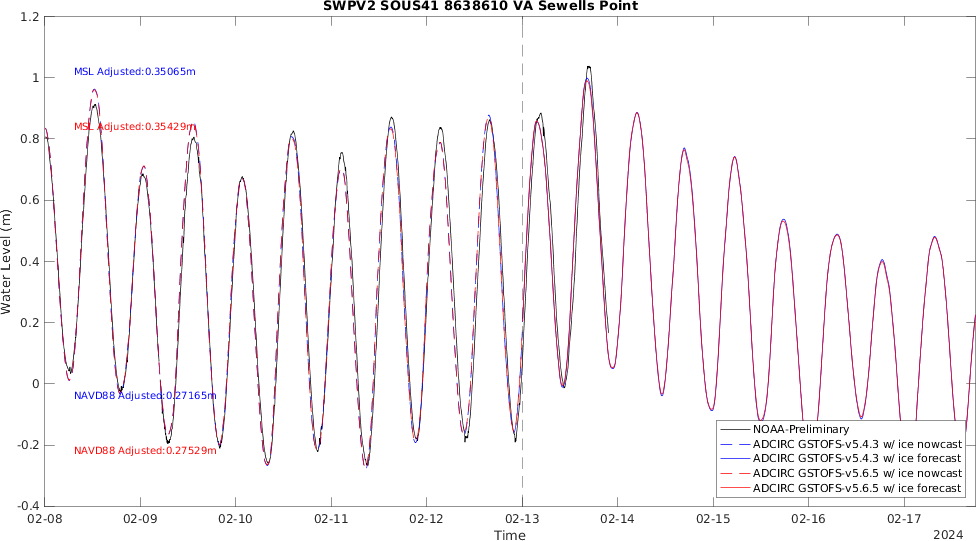 SWPV2 SOUS41 8638610 VA Sewells Point
1.2
1
0.8
0.6
0.4
0.2
0
-0.2
-0.4
Water Level (m)
MSL Adjusted:0.35065m
MSL Adjusted:0.35429m
NAVD88 Adjusted:0.27165m
NAVD88 Adjusted:0.27529m
NOAA-Preliminary
ADCIRC GSTOFS-v5.4.3 w/ ice nowcast
ADCIRC GSTOFS-v5.4.3 w/ ice forecast
ADCIRC GSTOFS-v5.6.5 w/ ice nowcast
ADCIRC GSTOFS-v5.6.5 w/ ice forecast
02-08 02-09 02-10 02-11 02-12 02-13 02-14 02-15 02-16 02-17
Time
2024